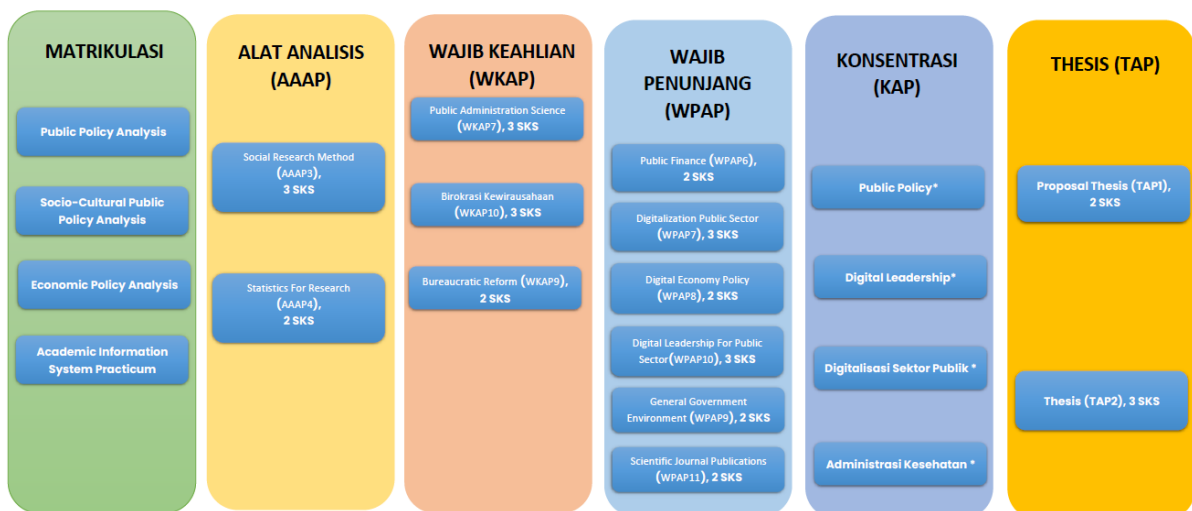 MATRIKULASI
Public Policy Analysis
Socio-Cultural Public
Policy Analysis
Economic Policy Analysis
Academic Information
System Practicum
ALAT ANALISIS
(AAAP)
Social Research Method
(AAAP3),
3 SKS
Statistics For Research
(AAAP4),
2 SKS
WAJIB KEAHLIAN
(WKAP)
Public Administration Science
(WKAP7), 3 SKS
Birokrasi Kewirausahaan
(WKAP10), 3 SKS
Bureaucratic Reform (WKAP9),
2 SKS
WAJIB
PENUNJANG
(WPAP)
Public Finance (WPAP6),
2 SKS
Digitalization Public Sector
(WPAP7), 3 SKS
Digital Economy Policy
(WPAP8), 2 SKS
Digital Leadership For Public
Sector(WPAP10), 3 SKS
General Government
Environment (WPAP9), 2 SKS
Scientific Journal Publications
(WPAP11), 2 SKS
KONSENTRASI
(KAP)
Public Policy*
Digital Leadership*
Digitalisasi Sektor Publik *
Administrasi Kesehatan *
THESIS (TAP)
Proposal Thesis (TAP1),
2 SKS
Thesis (TAP2), 3 SKS